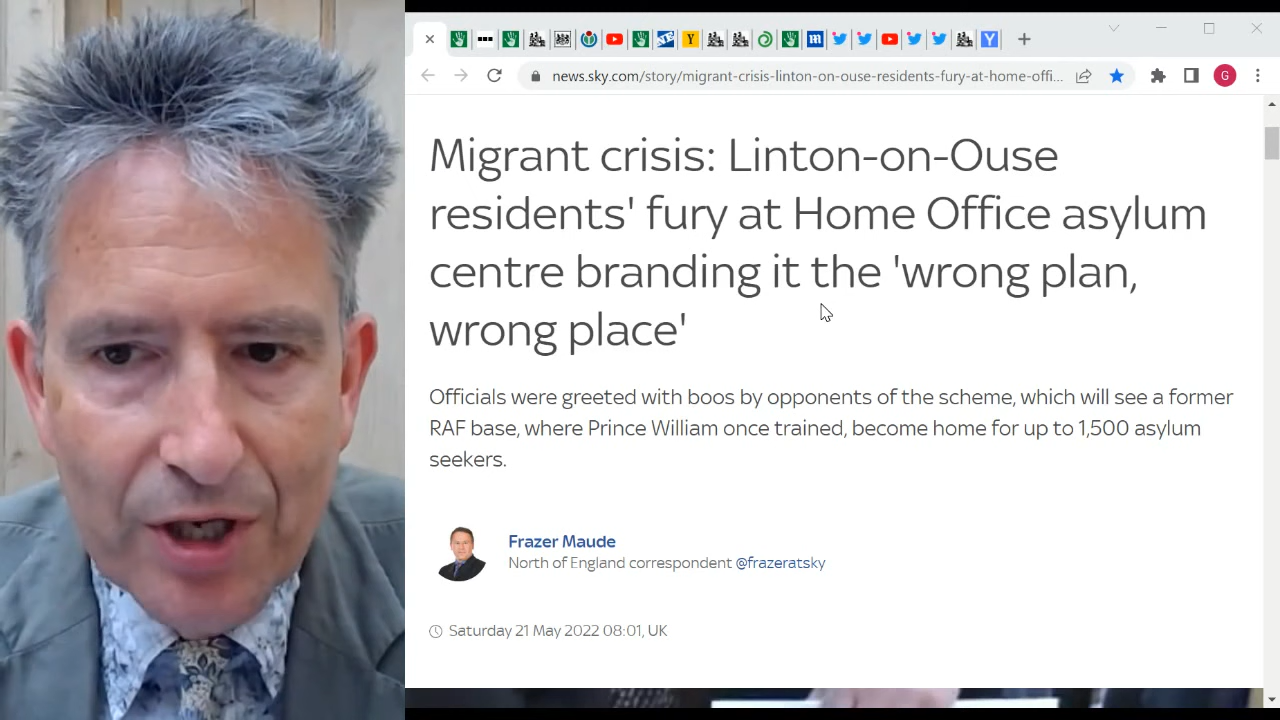 news.sky.com/story/migrant-crisis-linton-on-ouse-residents-fury-at-home-offi...
G
Migrant crisis: Linton-on-Ouse
residents' fury at Home Office asylum
centre branding it the 'wrong plan,
wrong place'
Officials were greeted with boos by opponents of the scheme, which will see a former
RAF base, where Prince William once trained, become home for up to 1,500 asylum
seekers.
Frazer Maude
North of England correspondent @frazeratsky
Saturday 21 May 2022 08:01, UK